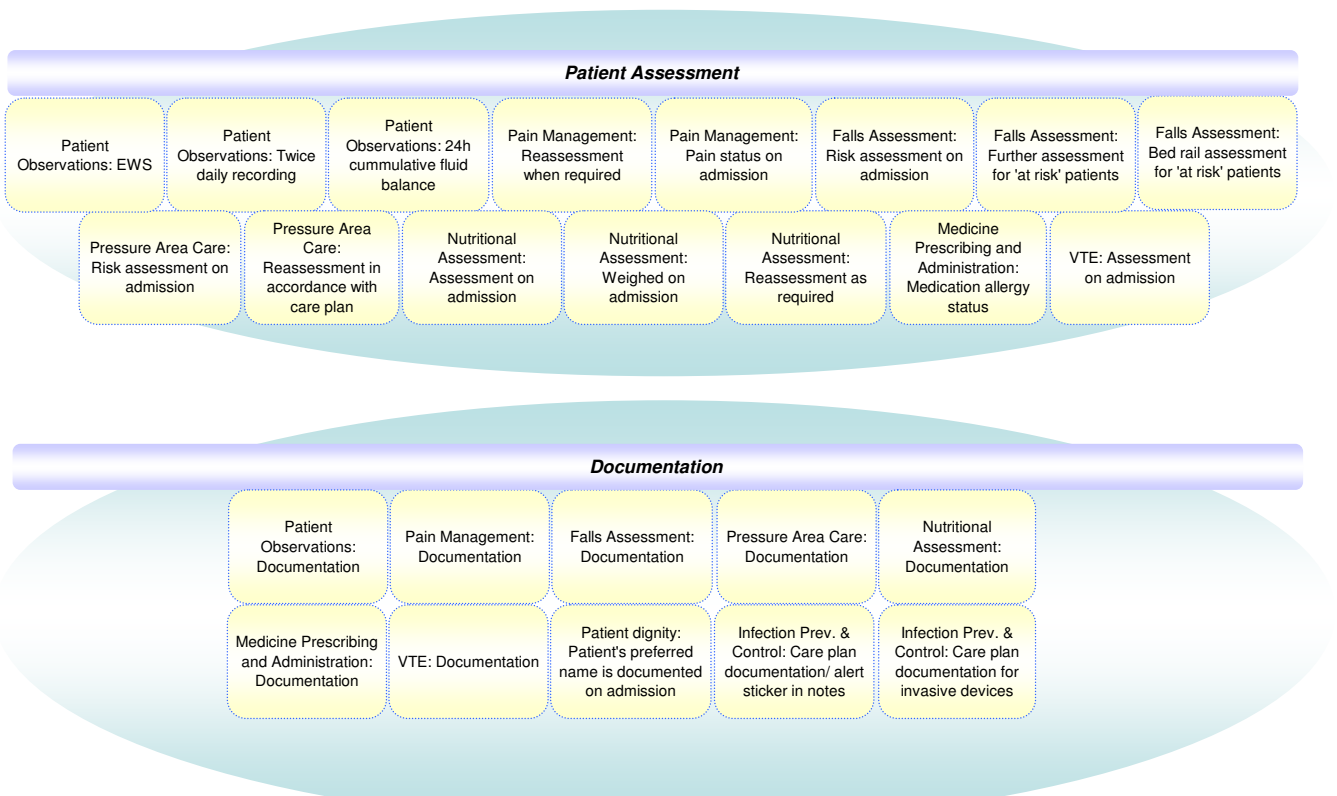 Patient Assessment
Patient
Observations: EWS
Patient
Observations: Twice
daily recording
Patient
Observations: 24h
cummulative fluid
balance
Pain Management:
Reassessment
when required
Pain Management:
Pain status on
admission
Falls Assessment:
Risk assessment on
admission
Falls Assessment:
Further assessment
for 'at risk' patients
Falls Assessment:
Bed rail assessment
for 'at risk' patients
Pressure Area Care:
Risk assessment on
admission
Pressure Area
Care:
Reassessment in
accordance with
care plan
Nutritional
Assessment:
Assessment on
admission
Nutritional
Assessment:
Weighed on
admission
Nutritional
Assessment:
Reassessment as
required
Medicine
Prescribing and
Administration:
Medication allergy
status
VTE: Assessment
on admission
Documentation
Patient
Observations:
Documentation
Pain Management:
Documentation
Falls Assessment:
Documentation
Pressure Area Care:
Documentation
Nutritional
Assessment:
Documentation
Medicine Prescribing
and Administration:
Documentation
VTE: Documentation
Patient dignity:
Patient's preferred
name is documented
on admission
Infection Prev. &
Control: Care plan
documentation/ alert
sticker in notes
Infection Prev. &
Control: Care plan
documentation for
invasive devices